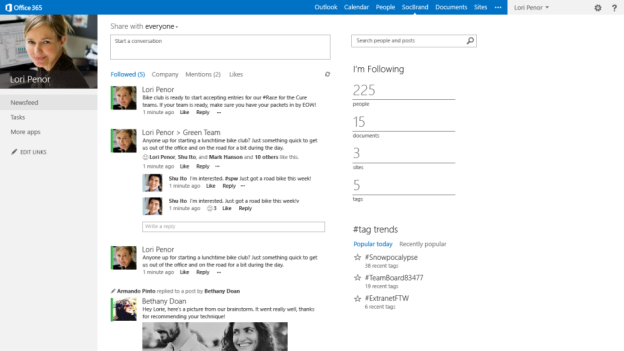 Office 365
Outlook Calendar People SocBrand Documents Sites ••• Lori Penor ?
Lori Penor
Newsfeed
Tasks
More apps
EDIT LINKS
Share with everyone
Start a conversation
Followed (5) Company Mentions (2) Likes
Lori Penor
Bike club is ready to start accepting entries for our #Race for the Cure
teams. If your team is ready, make sure you have your packets in by EOW!
1 minute ago Like Reply •••
Lori Penor > Green Team
Anyone up for starting a lunchtime bike club? Just something quick to get
us out of the office and on the road for a bit during the day.
Lori Penor, Shu Ito, and Mark Hanson and 10 others like this.
1 minute ago Like Reply •••
Shu Ito I'm interested. #spw Just got a road bike this week!
1 minute ago Like Reply •••
Shu Ito I'm interested. Just got a road bike this week!s
1 minute ago 3 Like Reply
Write a reply
Lori Penor
Anyone up for starting a lunchtime bike club? Just something quick to get
us out of the office and on the road for a bit during the day.
1 minute ago Like Reply •••
Armando Pinto replied to a post by Bethany Doan
Bethany Doan
Hey Lorie, here's a picture from our brainstorm. It went really well, thanks
for recommending your technique!
Search people and posts
I'm Following
225
people
15
documents
3
sites
5
tags
#tag trends
Popular today Recently popular
#Snowpocalypse
38 recent tags
#TeamBoard83477
19 recent tags
#ExtranetFTW
6 recent tags